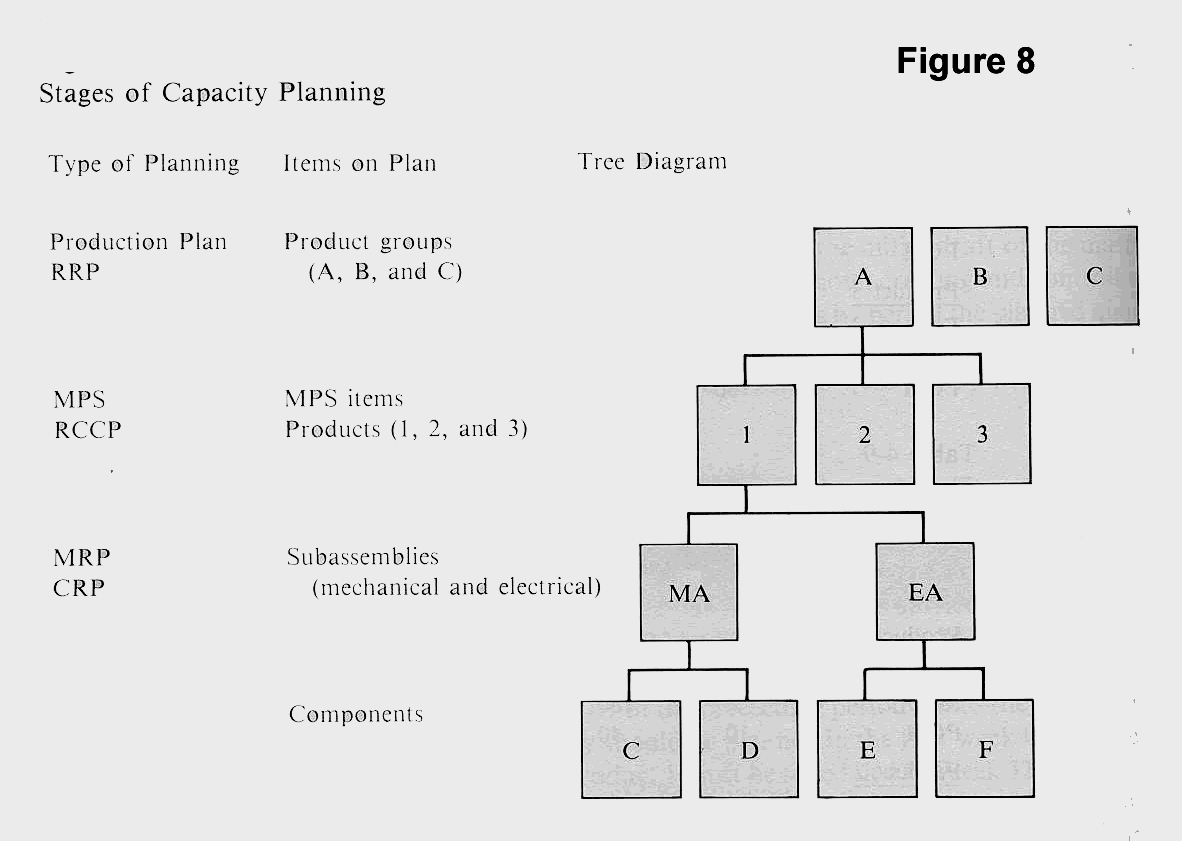 Figure 8
Stages of Capacity Planning
Type of Planning Items on Plan Tree Diagram
Production Plan Product groups
RRP (A, B, and C)
A B C
MPS MPS items
RCCP Products (1, 2, and 3)
1 2 3
MRP Subassemblies
CRP (mechanical and electrical)
MA EA
Components
C D E F